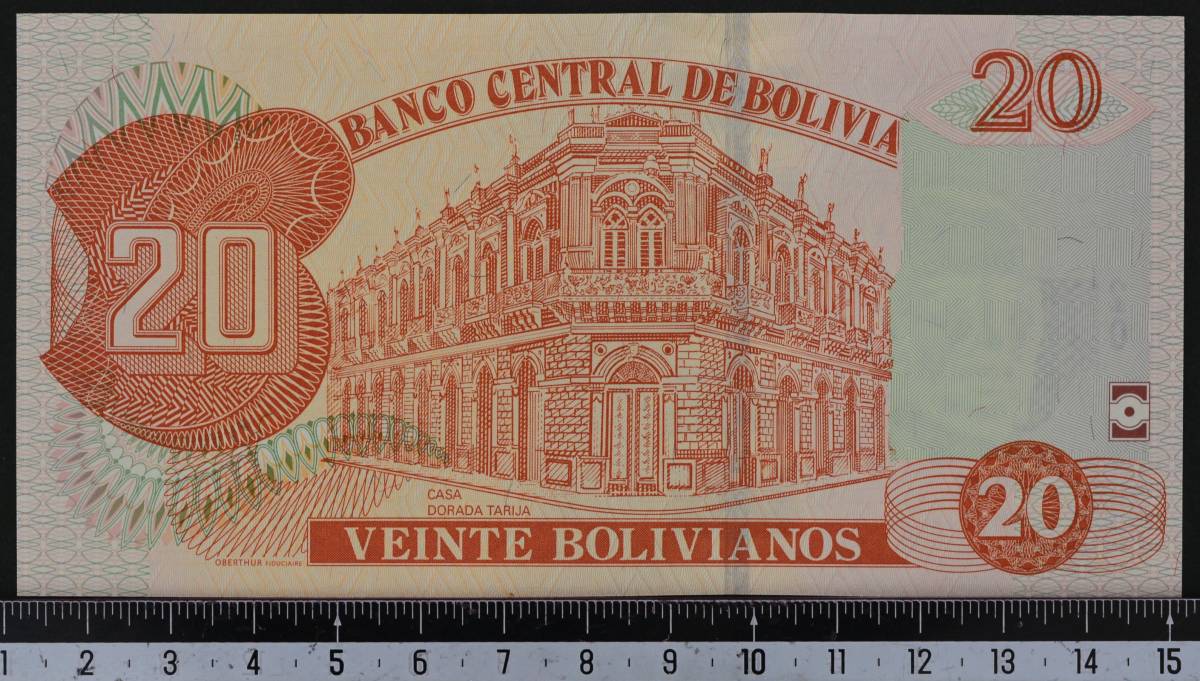 BANCO CENTRAL DE BOLIVIA
20
20
CASA
DORADA TARIJA
20
VEINTE BOLIVIANOS
OBERTHUR FIDUCIAIRE
1 2 3 4 5 6 7 8 9 10 11 12 13 14 15